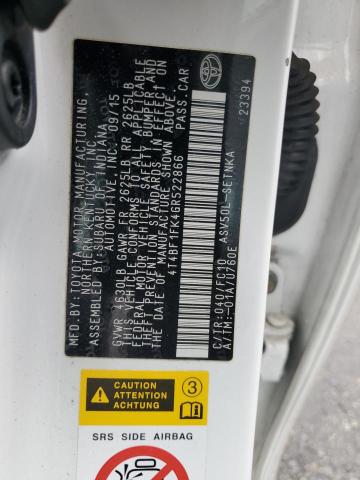 MFD. BY: TOYOTA MOTOR MANUFACTURING
NORTHERN-KENTUCKY, INC. AT
SUBARU OF INDIANA
AUTOMOTIVE, INC. 09/15
GVWR 4630LB GAWR FR 2625LB RR 2225LB
THIS VEHICLE CONFORMS TO ALL APPLICABLE
FEDERAL MOTOR VEHICLE SAFETY, BUMPER, AND
THEFT PREVENTION STANDARDS IN EFFECT ON
THE DATE OF MANUFACTURE SHOWN ABOVE.
4T4BF1FK4GR522866 PASS.CAR
C/TR:040/FC10 ASV50L-SETNKA
A/TM:-01A/U760E 23394
TOYOTA
CAUTION
ATTENTION
ACHTUNG
3
SRS SIDE AIRBAG